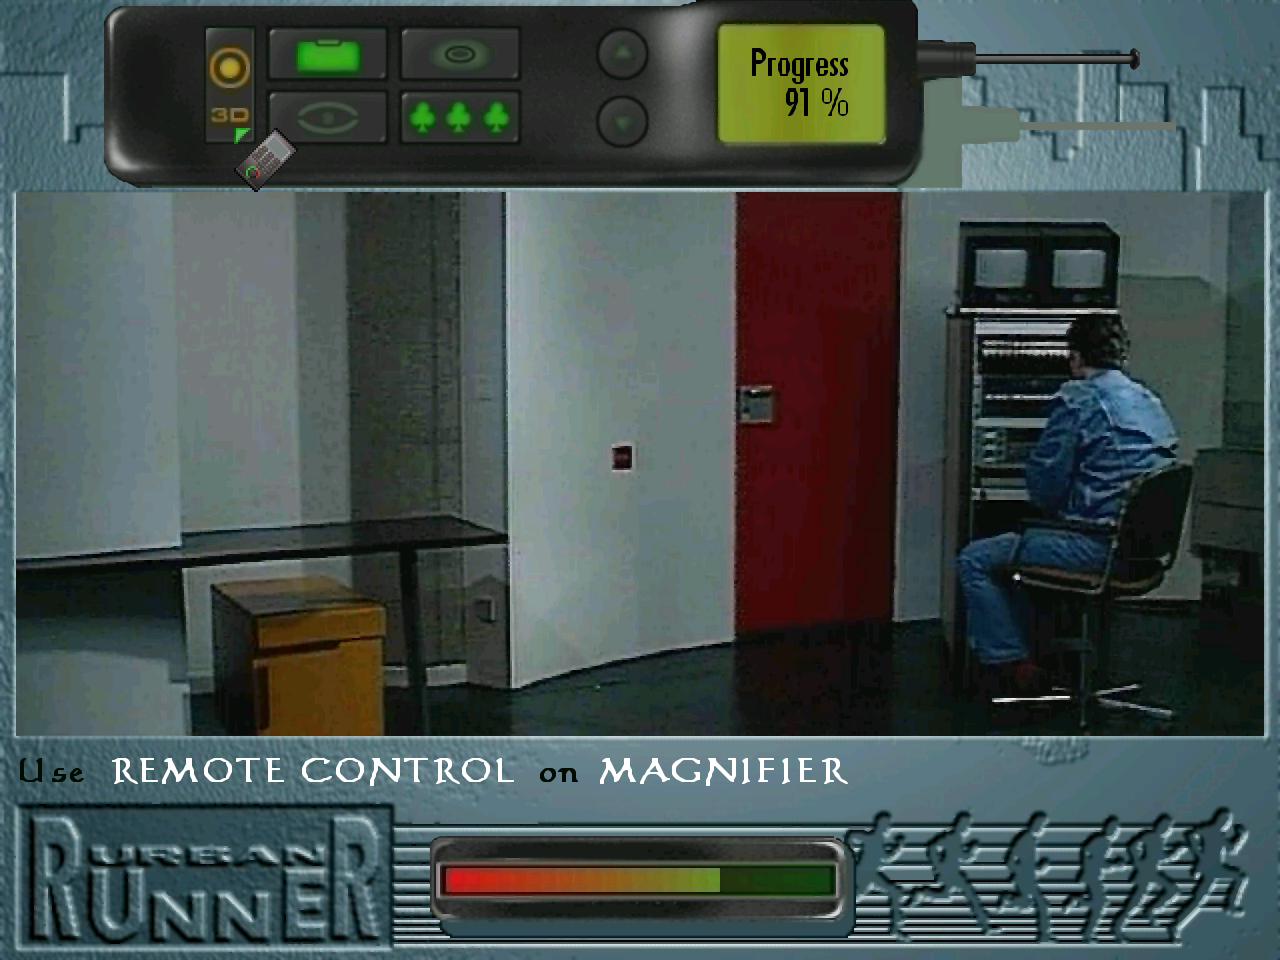 Progress
91 %
3D
Use REMOTE CONTROL on MAGNIFIER
URBAN
RUNNER